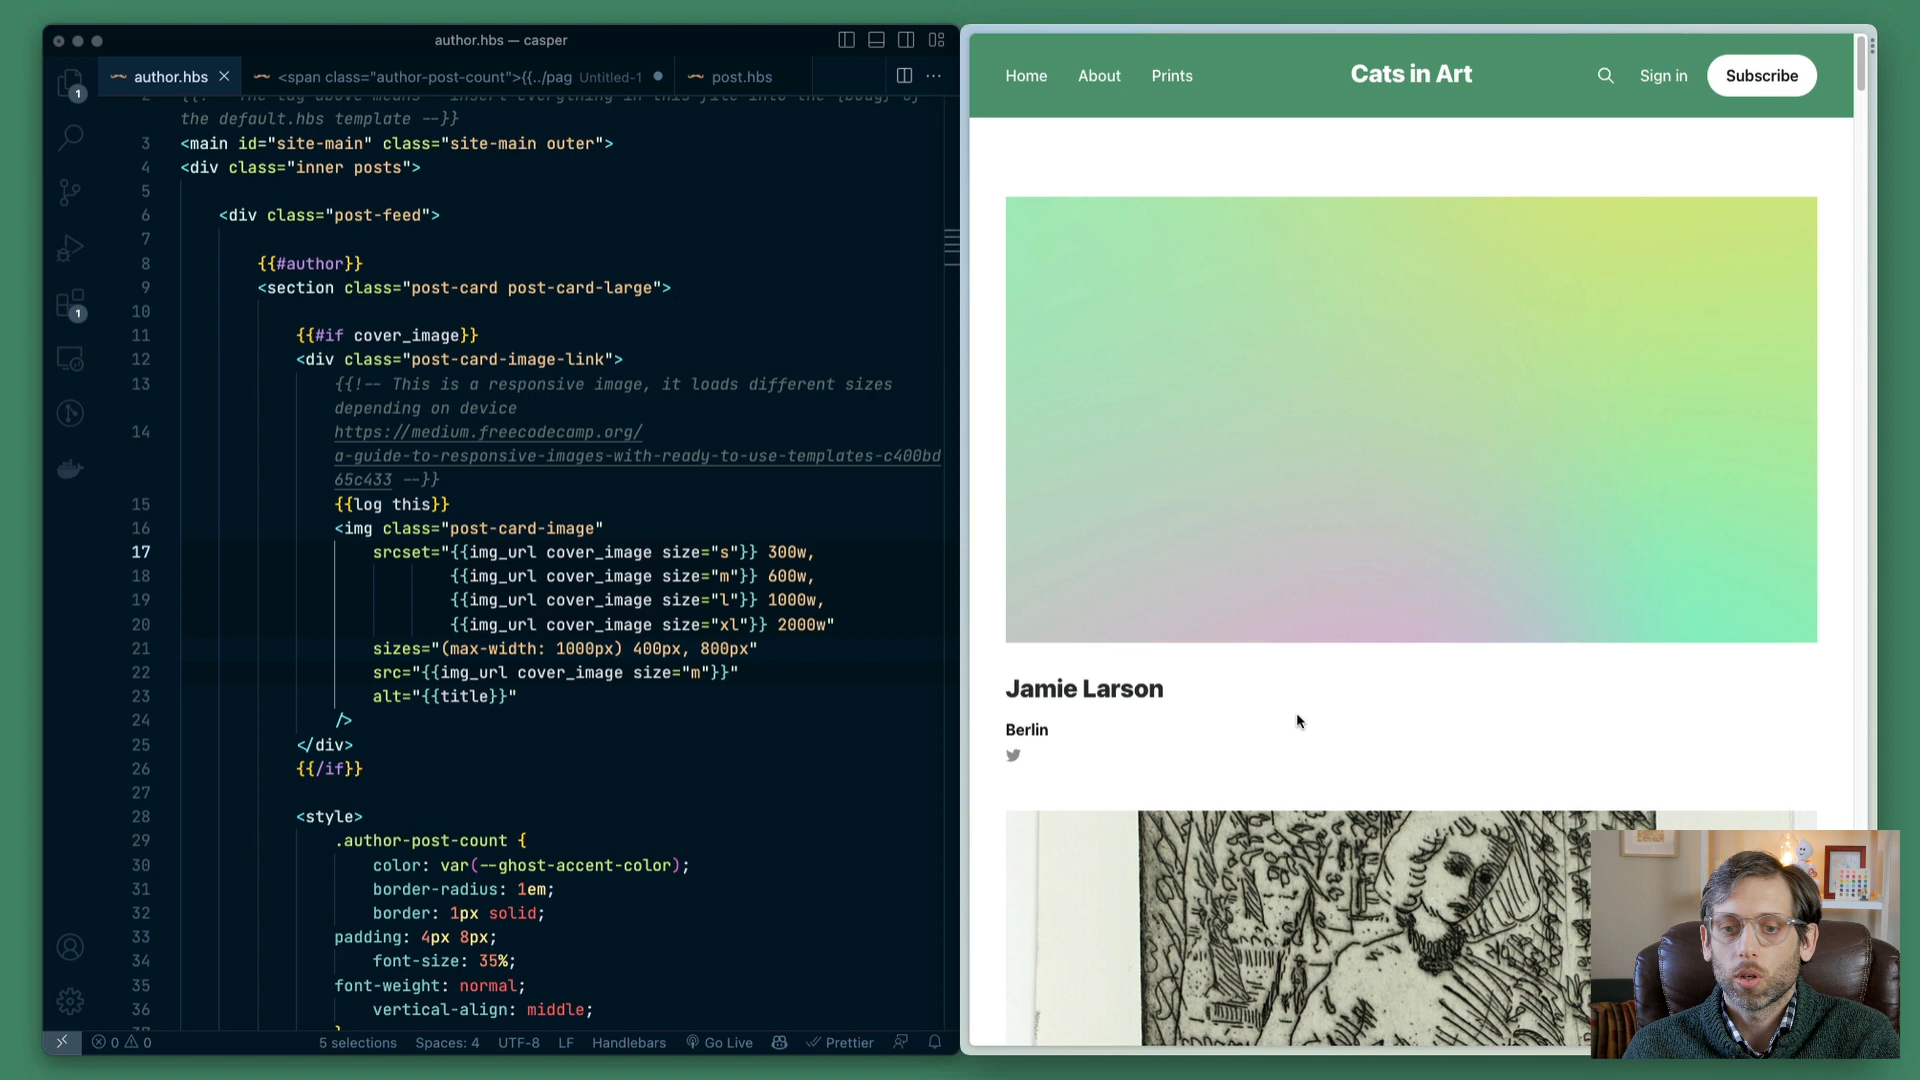 author.hbs — casper
author.hbs
<span class="author-post-count">{{../pag Untitled-1
post.hbs
the default.hbs template --}}
3 <main id="site-main" class="site-main outer">
4 <div class="inner posts">
5
6 <div class="post-feed">
7
8 {{#author}}
9 <section class="post-card post-card-large">
10
11 {{#if cover_image}}
12 <div class="post-card-image-link">
13 {{!-- This is a responsive image, it loads different sizes
depending on device
14 https://medium.freecodecamp.org/
a-guide-to-responsive-images-with-ready-to-use-templates-c400bd
65c433 --}}
15 {{log this}}
16 <img class="post-card-image"
17 srcset="{{img_url cover_image size="s"}} 300w,
18 {{img_url cover_image size="m"}} 600w,
19 {{img_url cover_image size="l"}} 1000w,
20 {{img_url cover_image size="xl"}} 2000w"
21 sizes="(max-width: 1000px) 400px, 800px"
22 src="{{img_url cover_image size="m"}}"
23 alt="{{title}}"
24 />
25 </div>
26 {{/if}}
27
28 <style>
29 .author-post-count {
30 color: var(--ghost-accent-color);
31 border-radius: 1em;
32 border: 1px solid;
33 padding: 4px 8px;
34 font-size: 35%;
35 font-weight: normal;
36 vertical-align: middle;
1
1
0 0 5 selections Spaces: 4 UTF-8 LF Handlebars Go Live Prettier
Home About Prints Cats in Art Sign in Subscribe
Jamie Larson
Berlin